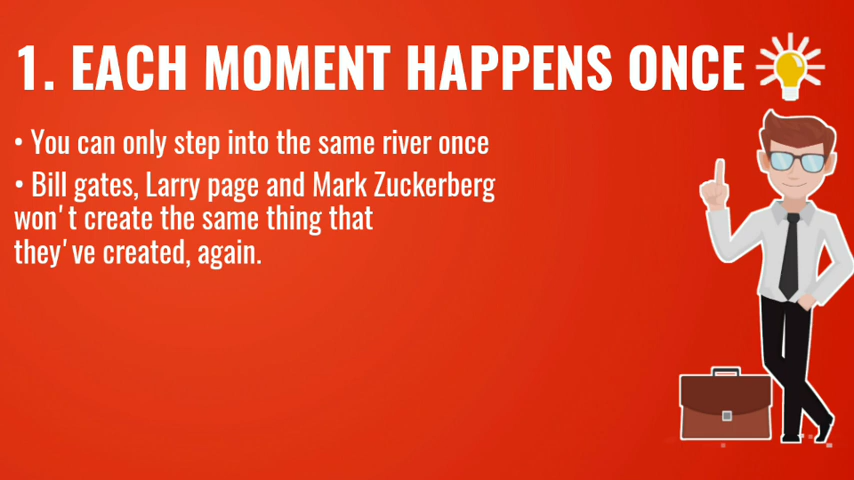 1. EACH MOMENT HAPPENS ONCE
• You can only step into the same river once
• Bill gates, Larry page and Mark Zuckerberg
won't create the same thing that
they've created, again.